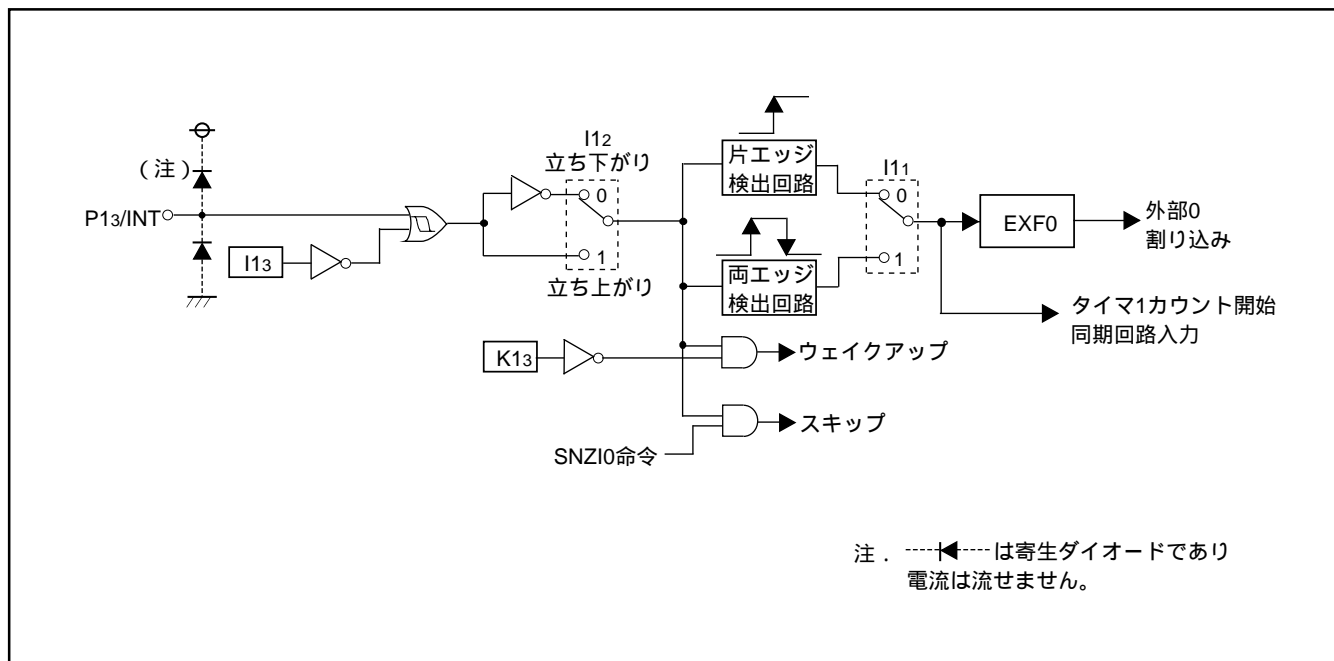 (注)
P13/INT
I13
I12
立ち下がり
0
1
立ち上がり
片エッジ
検出回路
両エッジ
検出回路
I11
0
1
EXF0
外部0
割り込み
タイマ1カウント開始
同期回路入力
K13
ウェイクアップ
スキップ
SNZI0命令
注. は寄生ダイオードであり
電流は流せません。